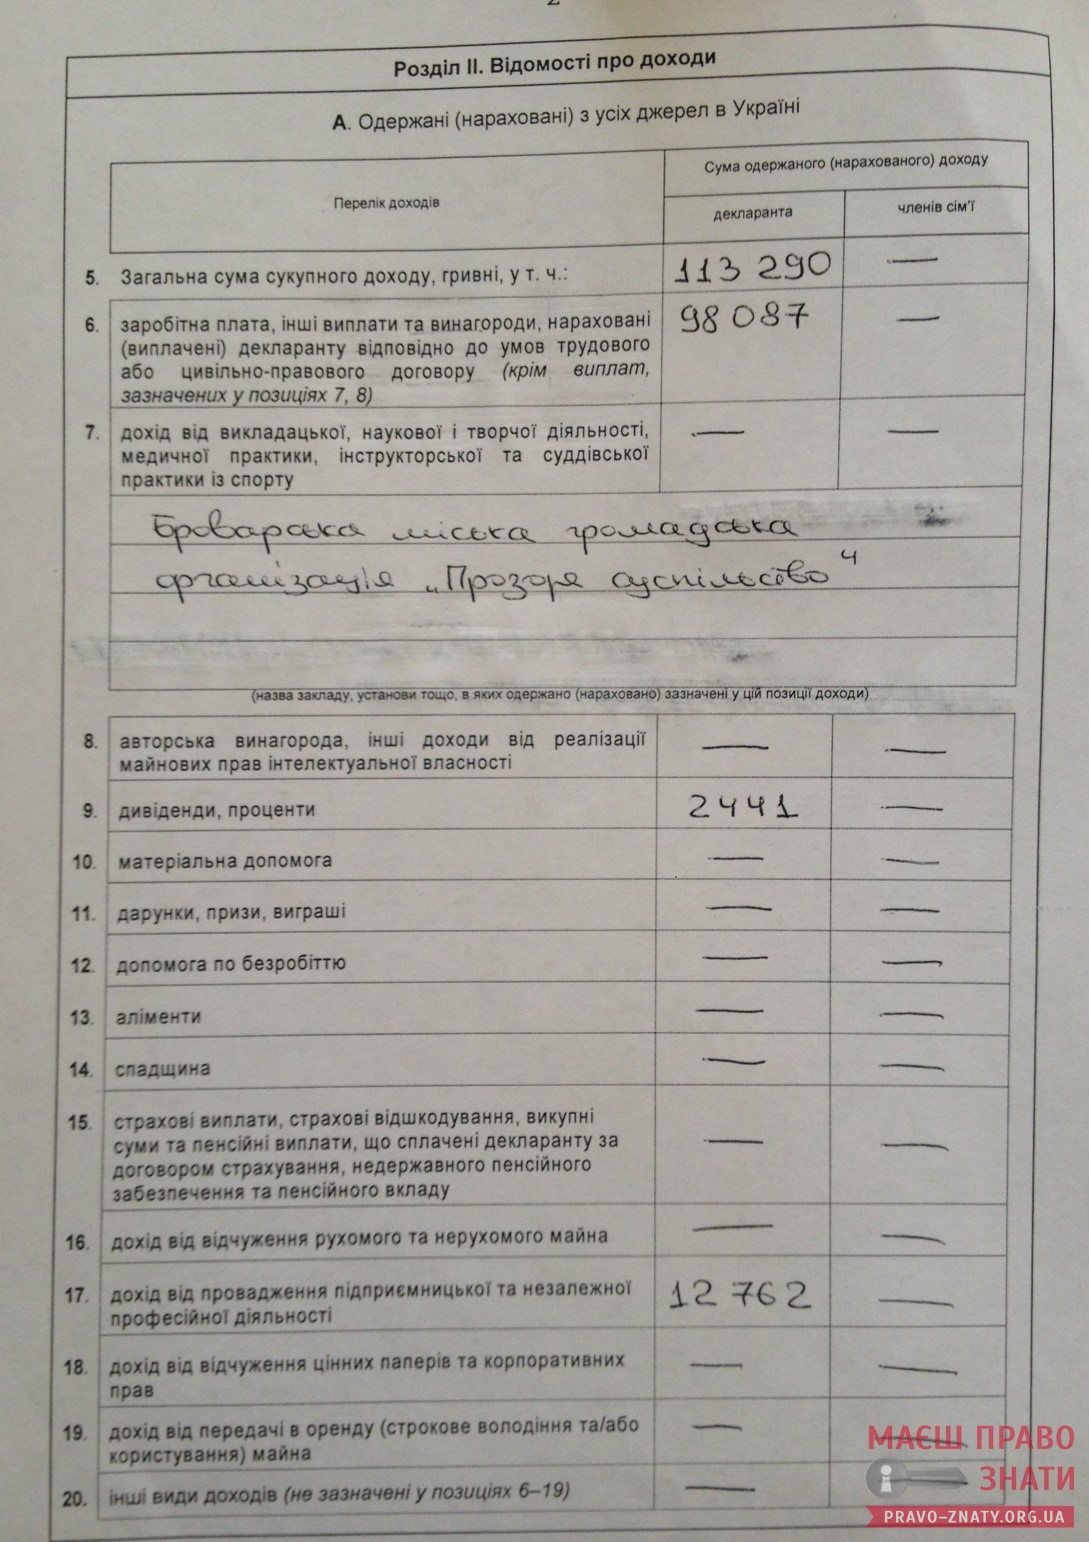 2
Розділ II. Відомості про доходи
А. Одержані (нараховані) з усіх джерел в Україні
Перелік доходів
Сума одержаного (нарахованого) доходу
декларанта
членів сім'ї
5. Загальна сума сукупного доходу, гривні, у т. ч.: 113 290 —
6. заробітна плата, інші виплати та винагороди, нараховані 98 087 —
(виплачені) декларанту відповідно до умов трудового
або цивільно-правового договору (крім виплат,
зазначених у позиціях 7, 8)
7. дохід від викладацької, наукової і творчої діяльності, — —
медичної практики, інструкторської та суддівської
практики із спорту
Броварська міська громадська
організація „Прозоре суспільство“
(назва закладу, установи тощо, в яких одержано (нараховано) зазначені у цій позиції доходи)
8. авторська винагорода, інші доходи від реалізації — —
майнових прав інтелектуальної власності
9. дивіденди, проценти 2441 —
10. матеріальна допомога — —
11. дарунки, призи, виграші — —
12. допомога по безробіттю — —
13. аліменти — —
14. спадщина — —
15. страхові виплати, страхові відшкодування, викупні — —
суми та пенсійні виплати, що сплачені декларанту за
договором страхування, недержавного пенсійного
забезпечення та пенсійного вкладу
16. дохід від відчуження рухомого та нерухомого майна — —
17. дохід від провадження підприємницької та незалежної 12 762 —
професійної діяльності
18. дохід від відчуження цінних паперів та корпоративних — —
прав
19. дохід від передачі в оренду (строкове володіння та/або — —
користування) майна
20. інші види доходів (не зазначені у позиціях 6–19) — —
МАЄШ ПРАВО
ЗНАТИ
PRAVO-ZNATY.ORG.UA